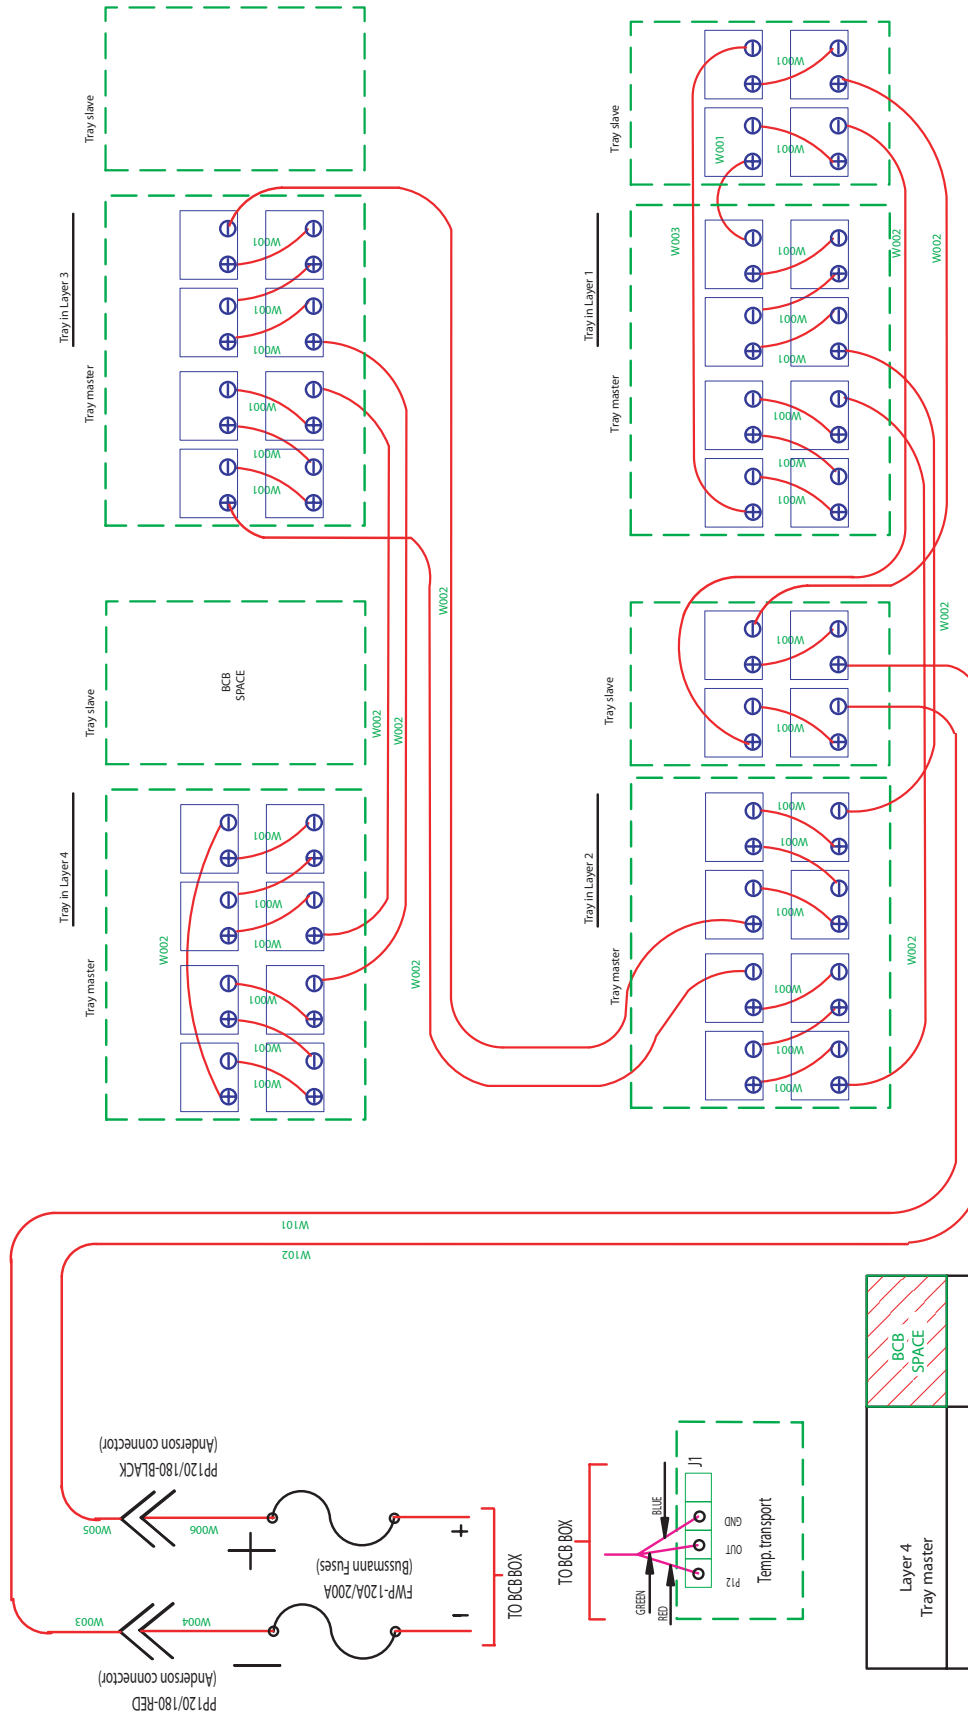 Tray slave
Tray in Layer 3
Tray master
W001
W001
W001
W001
W001
W001
Tray slave
BCB
SPACE
W002
W002
W002
Tray in Layer 4
Tray master
W002
W001
W001
W001
W001
W001
W001
W002
Tray slave
W001
W001
W001
Tray in Layer 1
Tray master
W003
W002
W002
W001
W001
W001
W001
W001
W001
Tray slave
W001
W001
W002
Tray in Layer 2
Tray master
W001
W001
W001
W001
W001
W002
W101
W102
PP120/180-BLACK
(Anderson connector)
W005
W006
FWP-120A/200A
(Bussmann Fuses)
W003
W004
PP120/180-RED
(Anderson connector)
+
−
TO BCB BOX
TO BCB BOX
BLUE
GREEN
RED
J1
GND
OUT
P12
Temp. transport
BCB
SPACE
Layer 4
Tray master